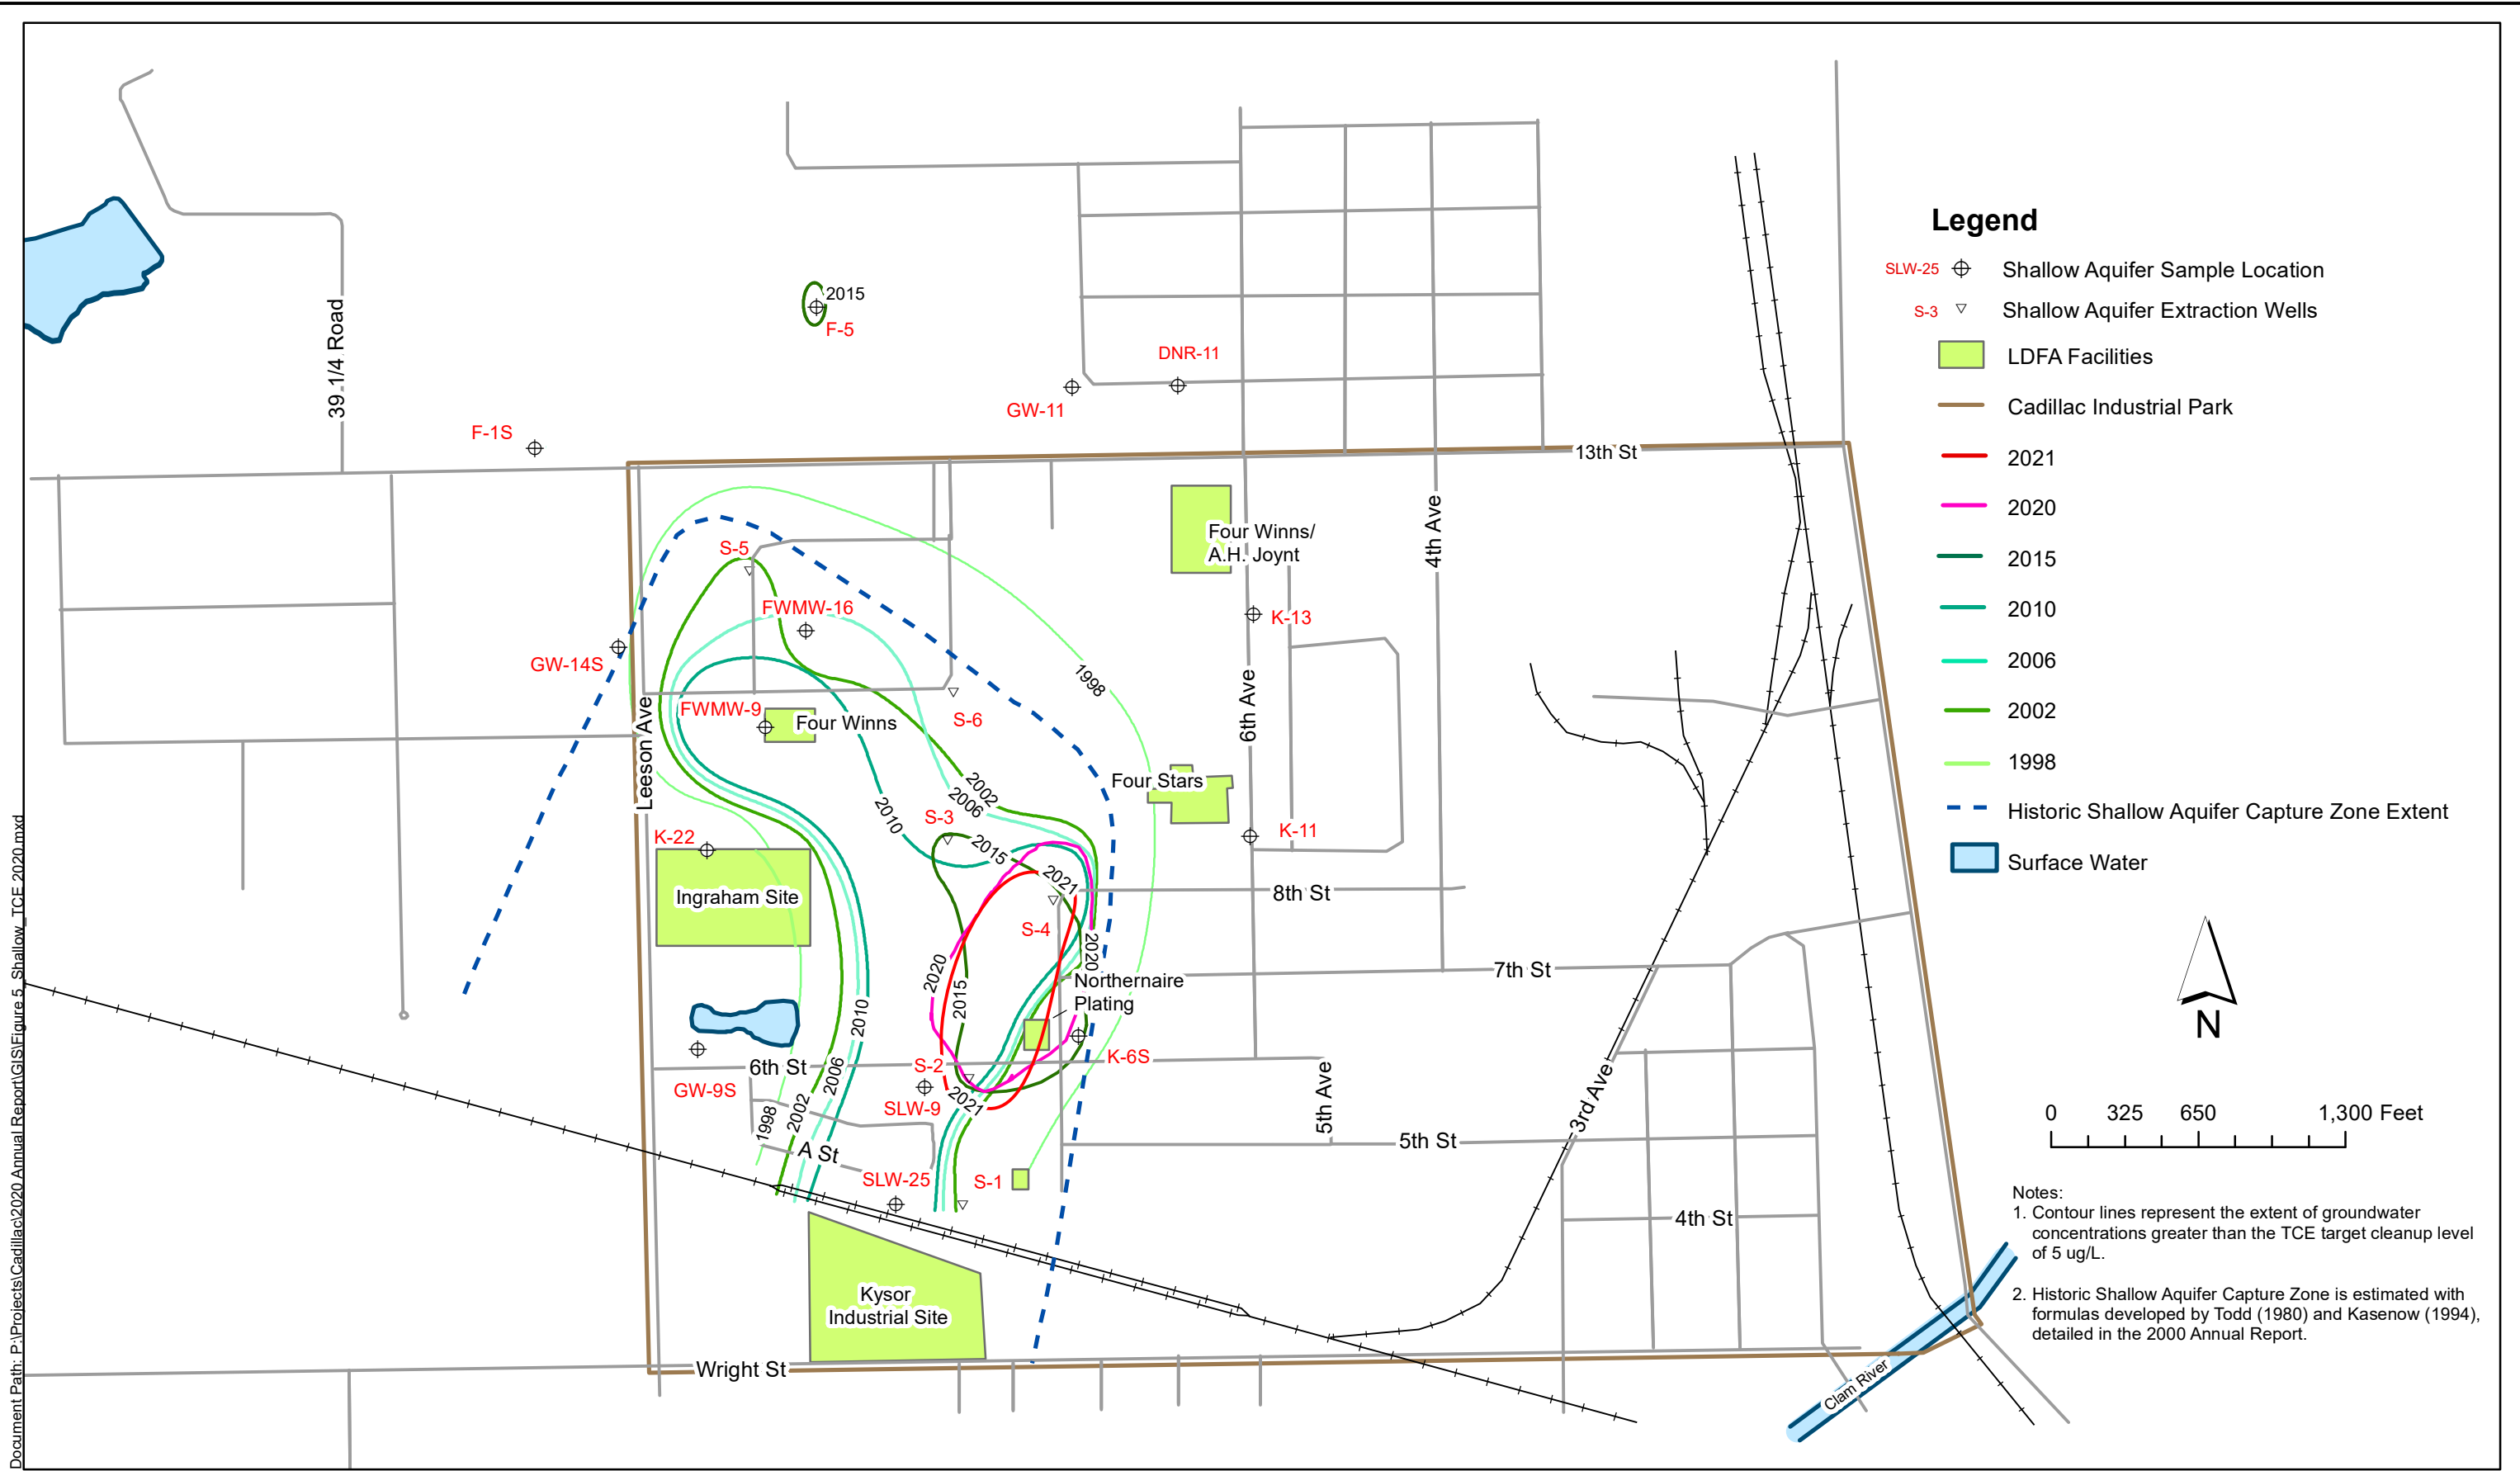 2015
F-5
DNR-11
GW-11
F-1S
39 1/4 Road
13th St
S-5
FWMW-16
GW-14S
Four Winns/
A.H. Joynt
4th Ave
K-13
1998
6th Ave
Leeson Ave
FWMW-9
Four Winns
S-6
2002
2006
2010
S-3
2015
Four Stars
K-11
K-22
Ingraham Site
2021
8th St
S-4
2020
2020
2015
2010
Northernaire
Plating
7th St
K-6S
6th St
GW-9S
S-2
SLW-9
2021
2006
2002
1998
A St
SLW-25
S-1
5th Ave
5th St
3rd Ave
4th St
Kysor
Industrial Site
Wright St
Clam River
Legend
SLW-25 Shallow Aquifer Sample Location
S-3 Shallow Aquifer Extraction Wells
LDFA Facilities
Cadillac Industrial Park
2021
2020
2015
2010
2006
2002
1998
Historic Shallow Aquifer Capture Zone Extent
Surface Water
N
0 325 650 1,300 Feet
Notes:
1. Contour lines represent the extent of groundwater
concentrations greater than the TCE target cleanup level
of 5 ug/L.
2. Historic Shallow Aquifer Capture Zone is estimated with
formulas developed by Todd (1980) and Kasenow (1994),
detailed in the 2000 Annual Report.
Document Path: P:\Projects\Cadillac\2020 Annual Report\GIS\Figure 5_Shallow_TCE 2020.mxd